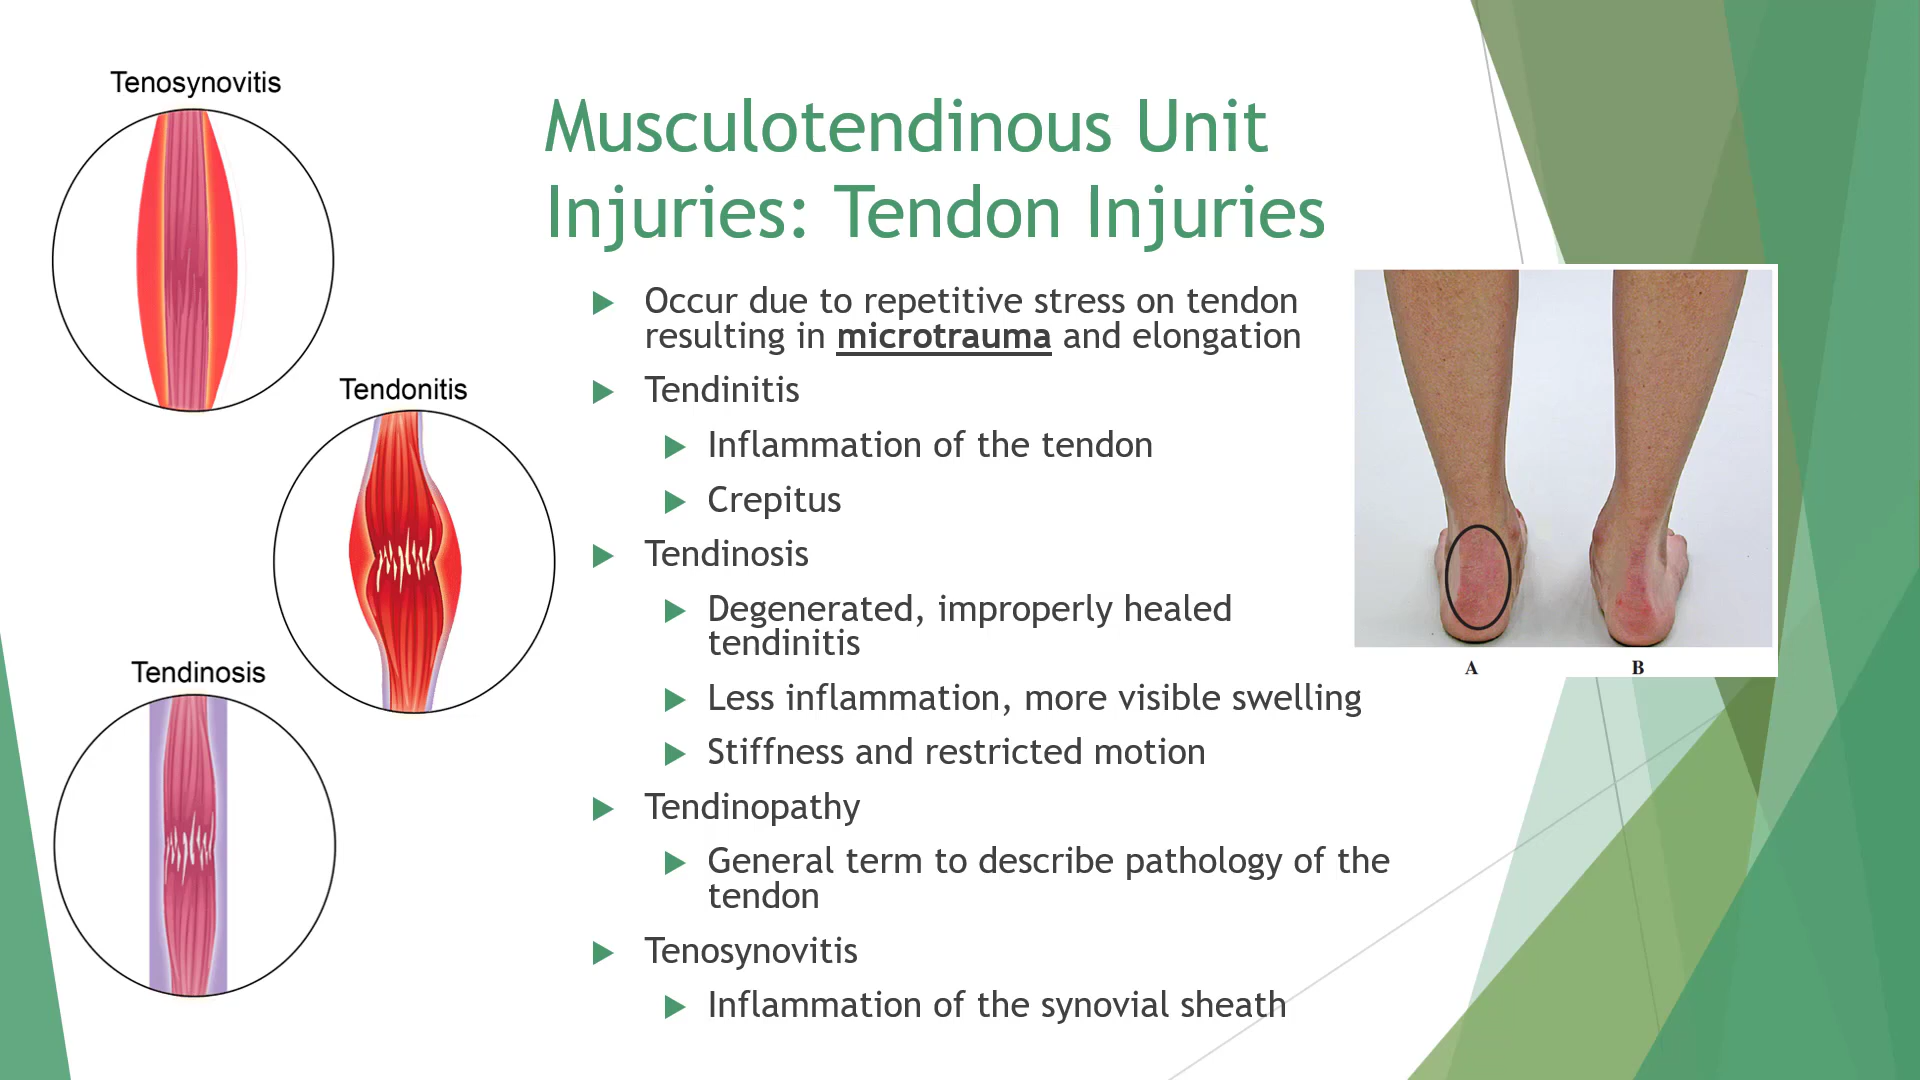 Musculotendinous Unit
Injuries: Tendon Injuries
Tenosynovitis
Tendonitis
Tendinosis
Occur due to repetitive stress on tendon
resulting in microtrauma and elongation
Tendinitis
Inflammation of the tendon
Crepitus
Tendinosis
Degenerated, improperly healed
tendinitis
Less inflammation, more visible swelling
Stiffness and restricted motion
Tendinopathy
General term to describe pathology of the
tendon
Tenosynovitis
Inflammation of the synovial sheath
A
B